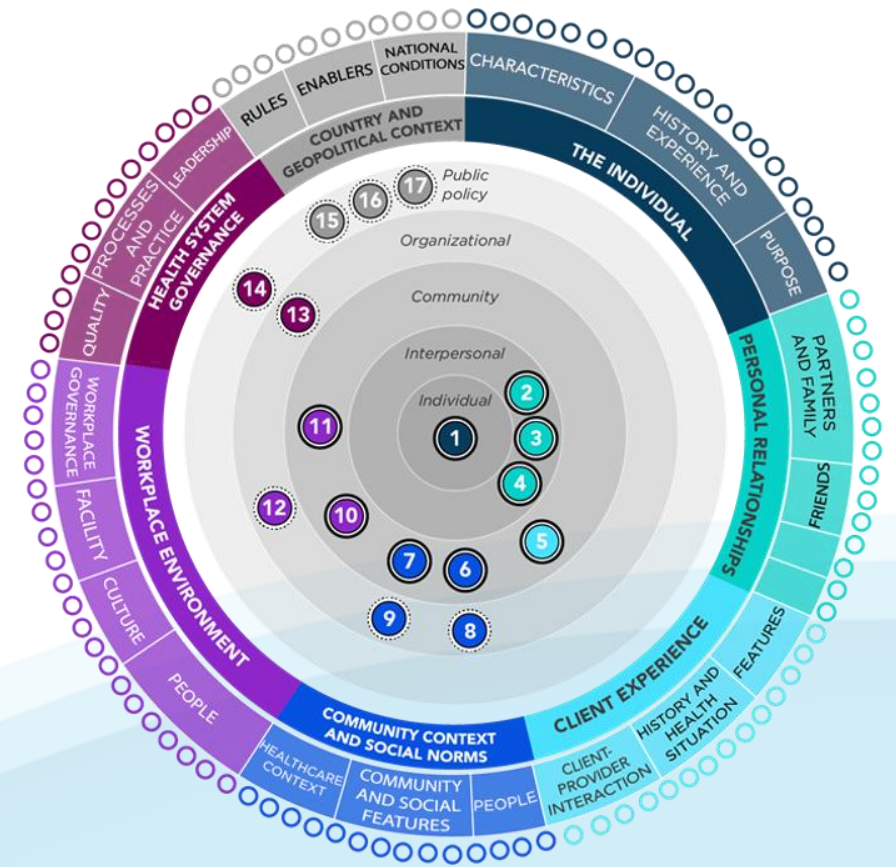 NATIONAL
CONDITIONS
ENABLERS
RULES
COUNTRY AND
GEOPOLITICAL CONTEXT
CHARACTERISTICS
HISTORY AND
EXPERIENCE
PURPOSE
THE INDIVIDUAL
PARTNERS
AND FAMILY
FRIENDS
PERSONAL RELATIONSHIPS
FEATURES
HISTORY AND
HEALTH
SITUATION
CLIENT-
PROVIDER
INTERACTION
CLIENT EXPERIENCE
PEOPLE
COMMUNITY
AND SOCIAL
FEATURES
HEALTHCARE
CONTEXT
COMMUNITY CONTEXT
AND SOCIAL NORMS
PEOPLE
CULTURE
FACILITY
WORKPLACE
GOVERNANCE
WORKPLACE ENVIRONMENT
QUALITY
PROCESSES
AND
PRACTICE
LEADERSHIP
HEALTH SYSTEM
GOVERNANCE
Public
policy
Organizational
Community
Interpersonal
Individual
1
2
3
4
5
6
7
8
9
10
11
12
13
14
15
16
17